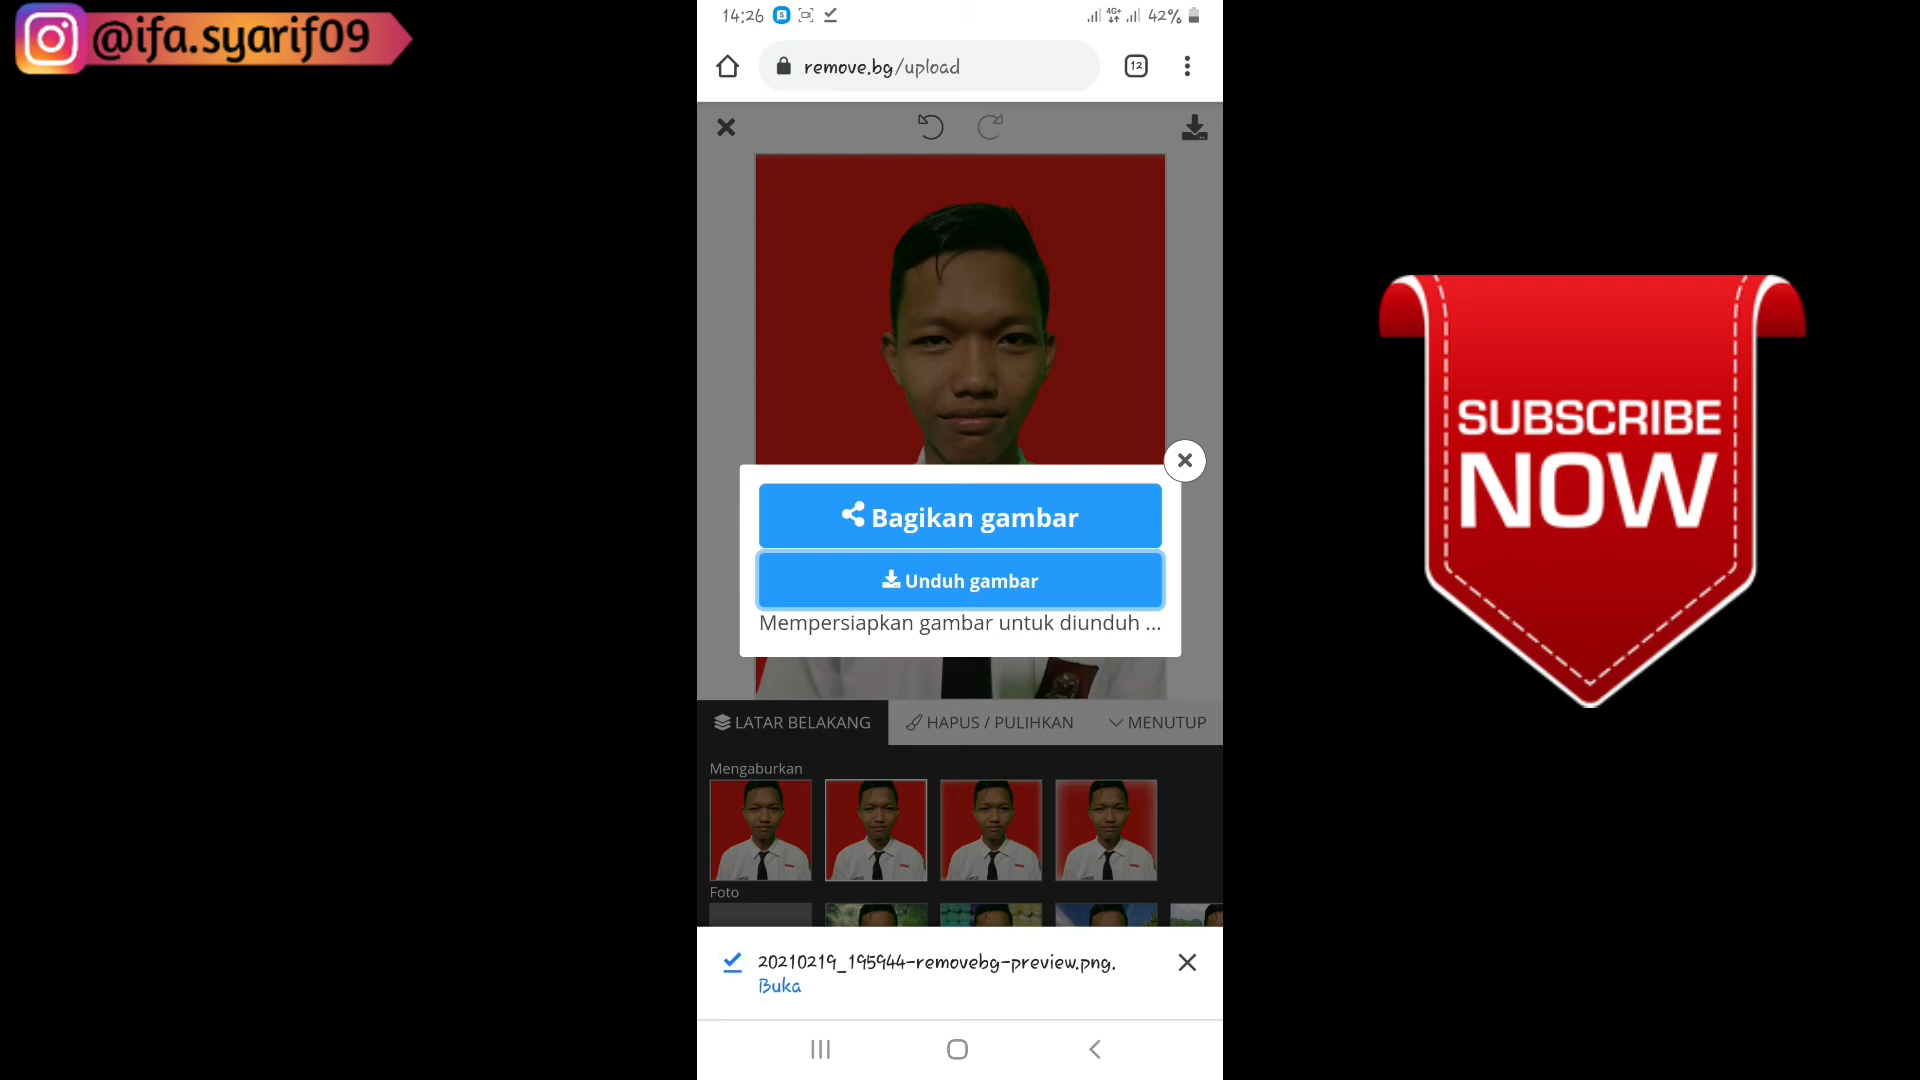 @ifa.syarif09
14:26
4G+
42%
remove.bg/upload
12
Bagikan gambar
Unduh gambar
Mempersiapkan gambar untuk diunduh ...
LATAR BELAKANG
HAPUS / PULIHKAN
MENUTUP
Mengaburkan
Foto
20210219_195944-removebg-preview.png.
Buka
SUBSCRIBE
NOW